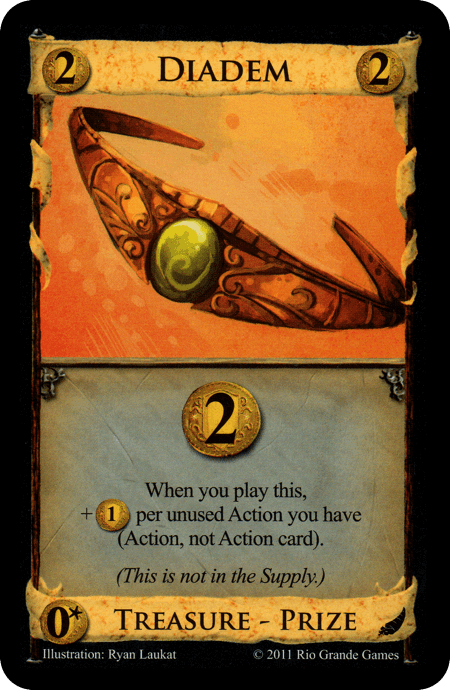 2 DIADEM 2
2
When you play this,
+ 1 per unused Action you have
(Action, not Action card).
(This is not in the Supply.)
0* TREASURE - PRIZE
Illustration: Ryan Laukat © 2011 Rio Grande Games